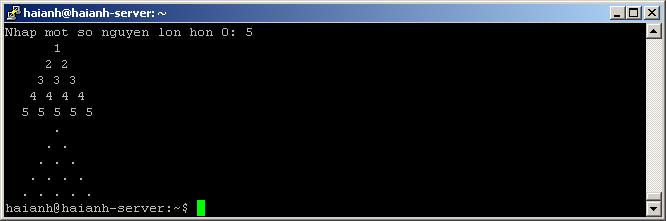 haianh@haianh-server: ~
Nhap mot so nguyen lon hon 0: 5
1
2 2
3 3 3
4 4 4 4
5 5 5 5 5
.
. .
. . .
. . . .
. . . . .
haianh@haianh-server:~$